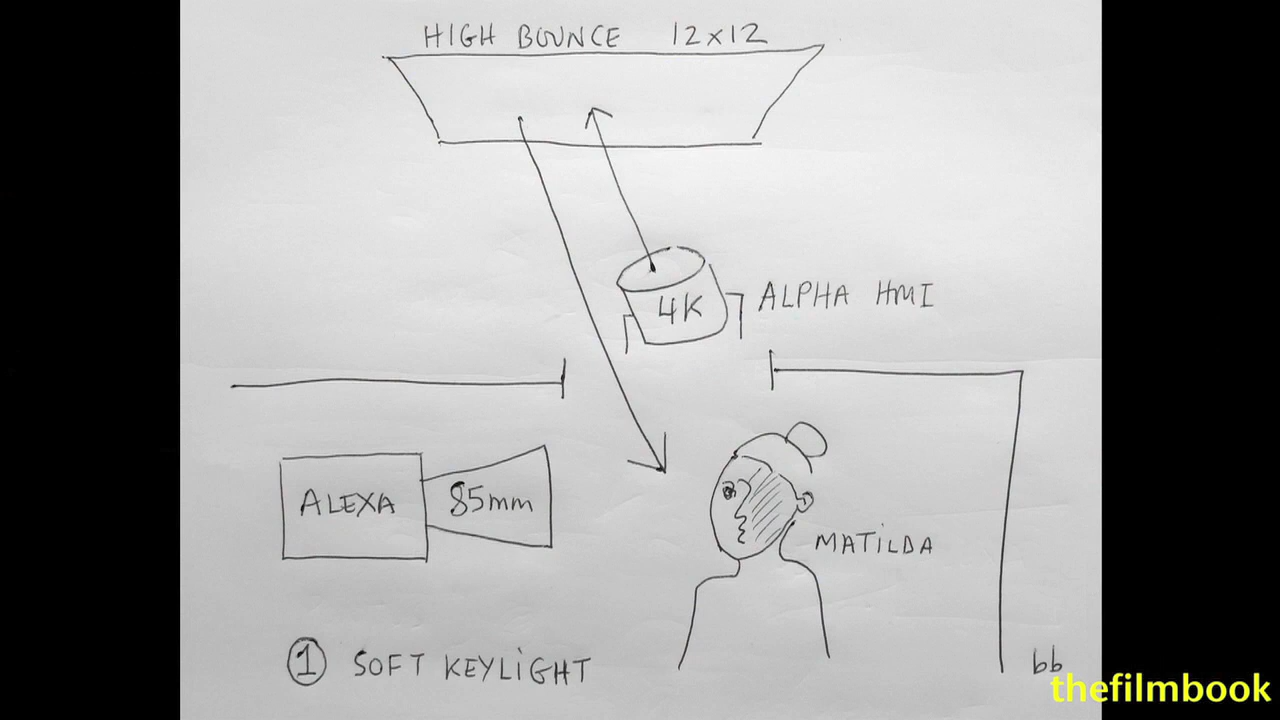 HIGH BOUNCE 12x12
4K
ALPHA HMI
ALEXA
85mm
MATILDA
1 SOFT KEYLIGHT
bb
thefilmbook